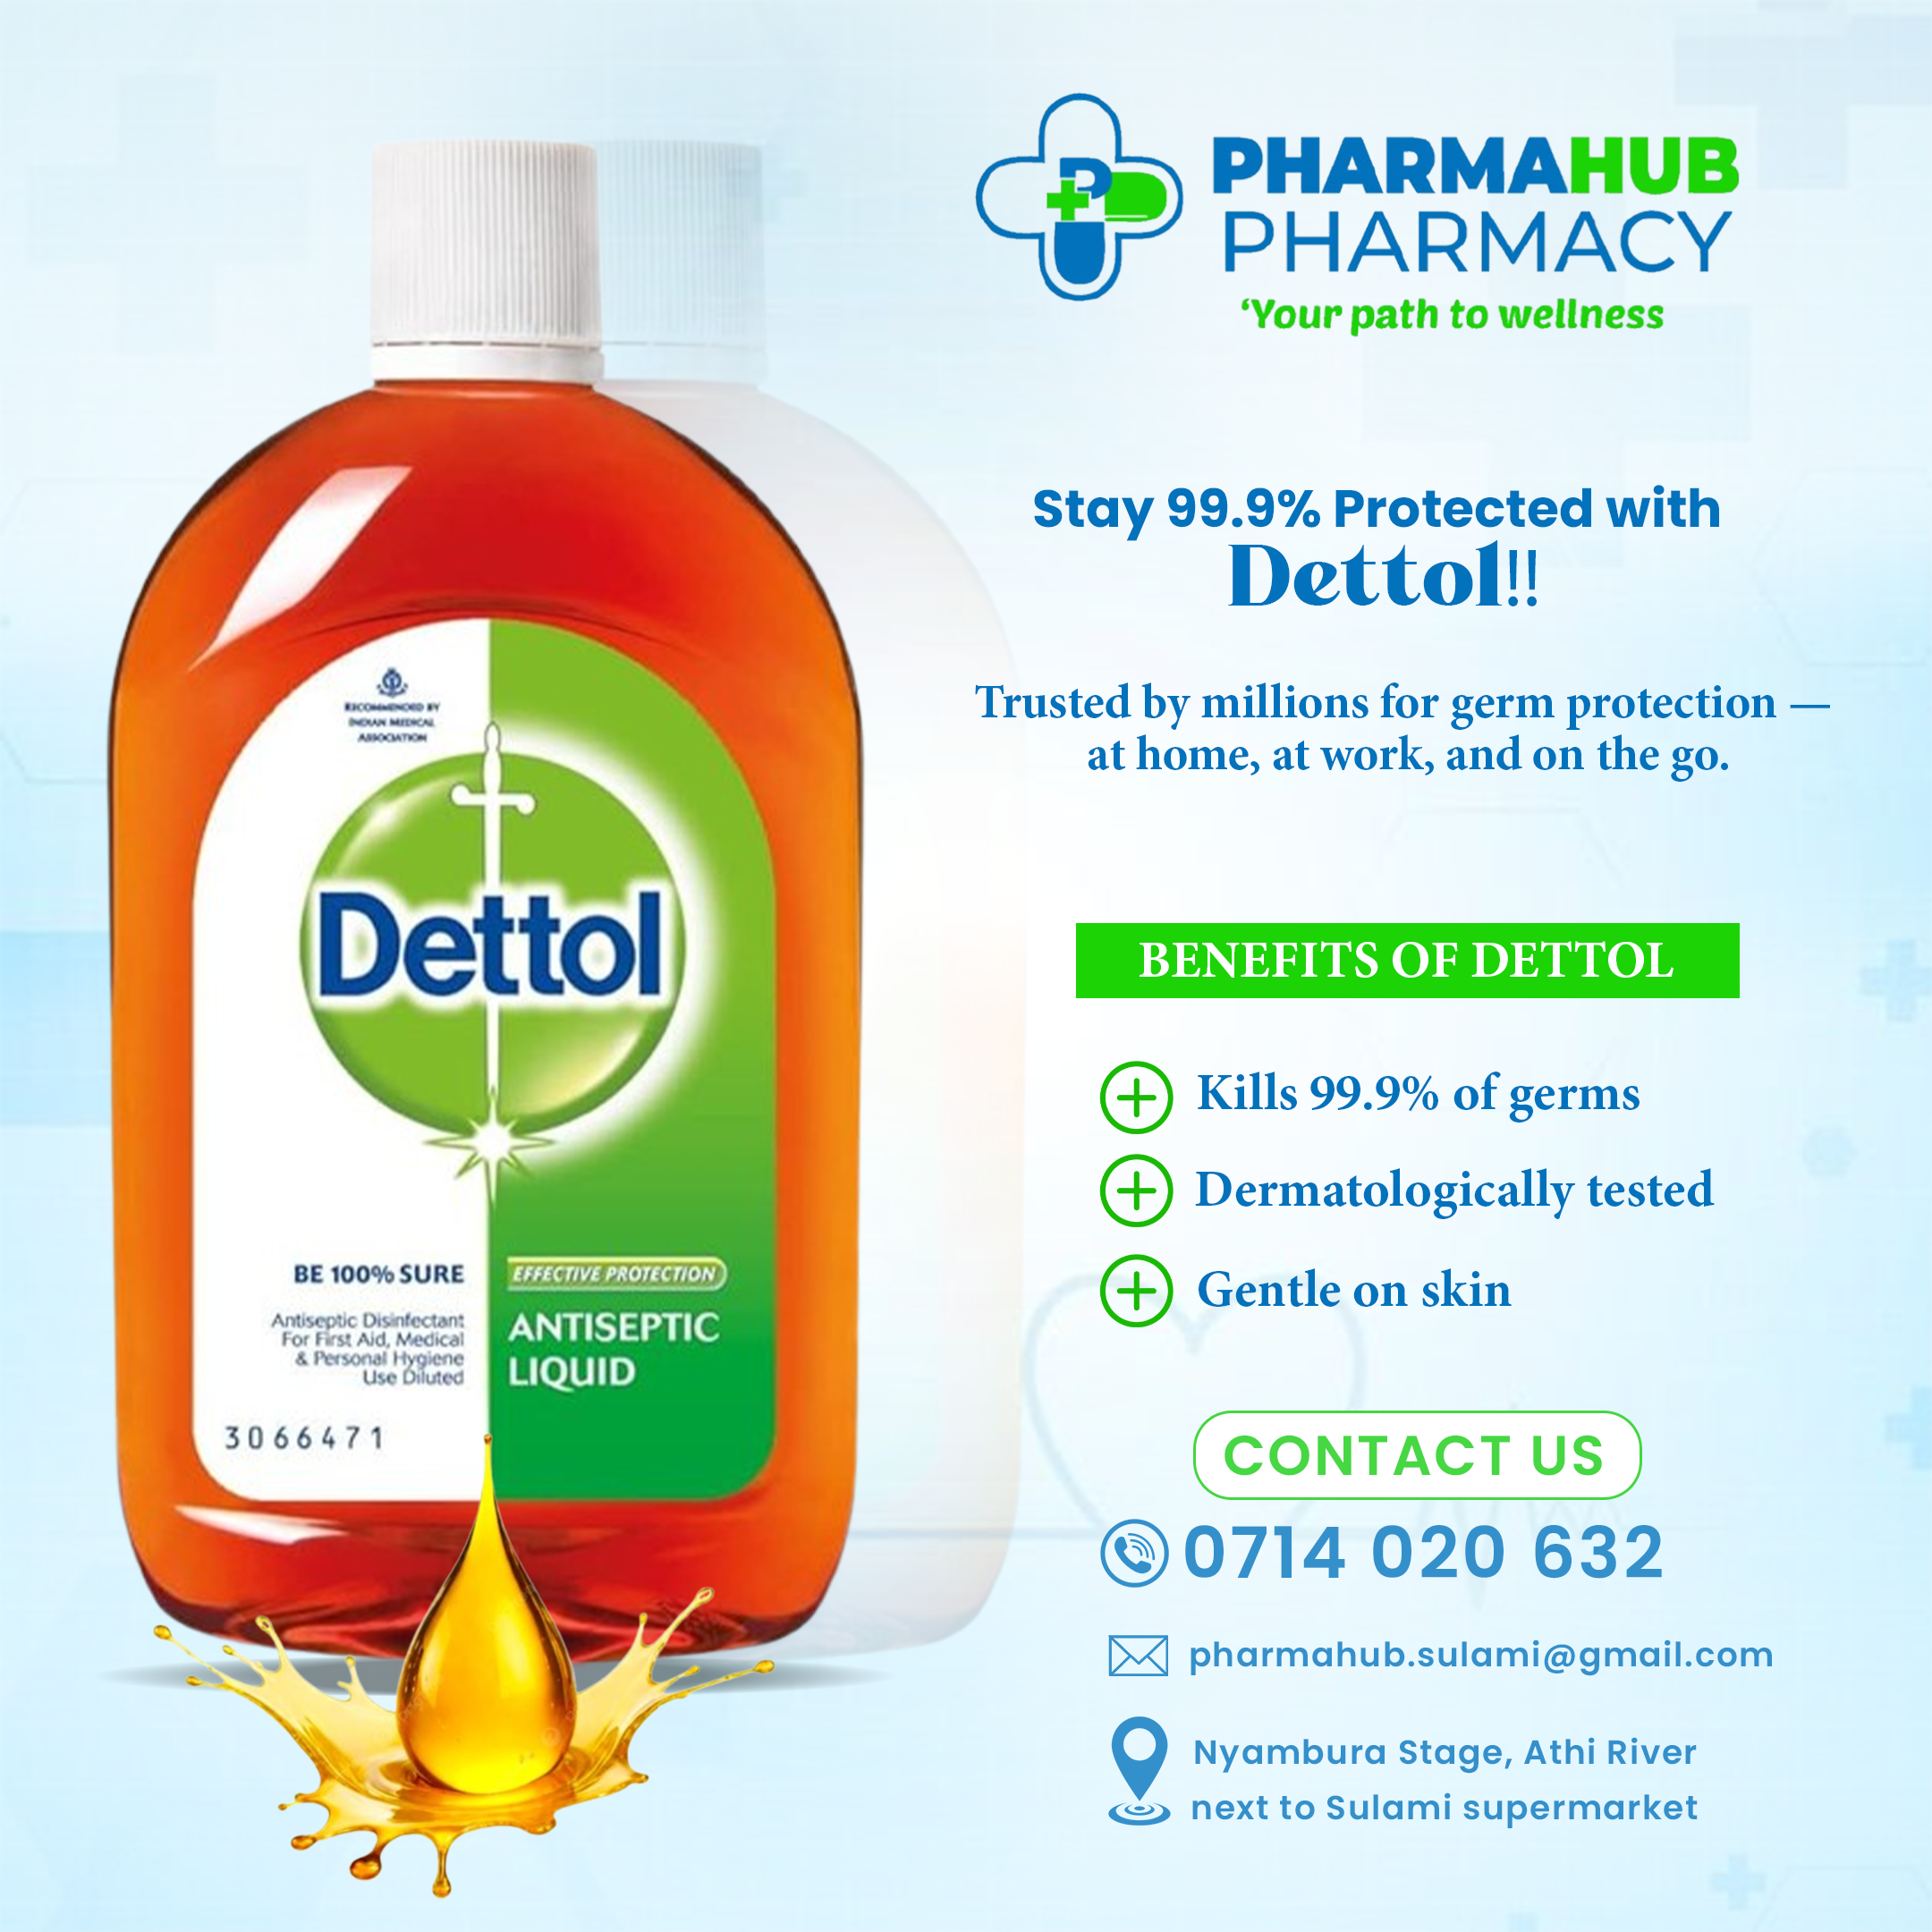 PHARMAHUB
PHARMACY
‘Your path to wellness
Stay 99.9% Protected with
Dettol!!
Trusted by millions for germ protection —
at home, at work, and on the go.
BENEFITS OF DETTOL
Kills 99.9% of germs
Dermatologically tested
Gentle on skin
CONTACT US
0714 020 632
pharmahub.sulami@gmail.com
Nyambura Stage, Athi River
next to Sulami supermarket
RECOMMENDED BY
INDIAN MEDICAL
ASSOCIATION
Dettol
BE 100% SURE
Antiseptic Disinfectant
For First Aid, Medical
& Personal Hygiene
Use Diluted
3066471
EFFECTIVE PROTECTION
ANTISEPTIC
LIQUID